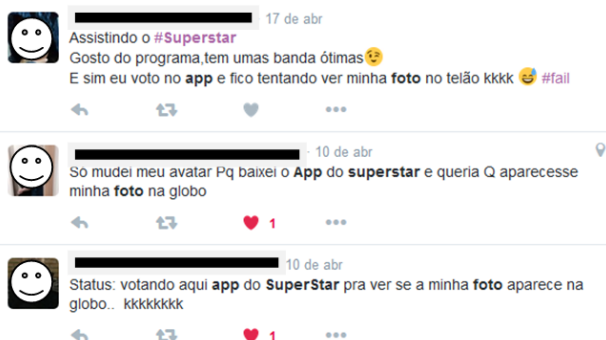 17 de abr
Assistindo o #Superstar
Gosto do programa,tem umas banda ótimas😉
E sim eu voto no app e fico tentando ver minha foto no telão kkkk 😅 #fail
10 de abr
Só mudei meu avatar Pq baixei o App do superstar e queria Q aparecesse
minha foto na globo
1
10 de abr
Status: votando aqui app do SuperStar pra ver se a minha foto aparece na
globo.. kkkkkkkk
1